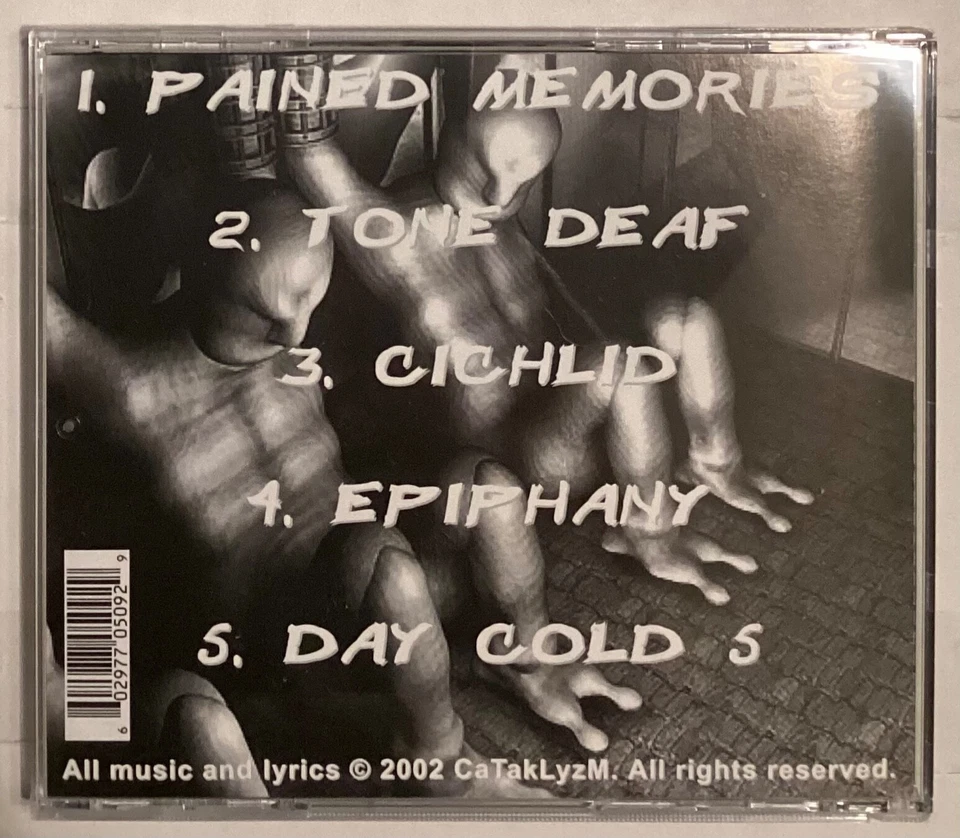 1. PAINED MEMORIES
2. TONE DEAF
3. CICHLID
4. EPIPHANY
5. DAY COLD 5
6 02977 05092 9
All music and lyrics © 2002 CaTakLyzM. All rights reserved.